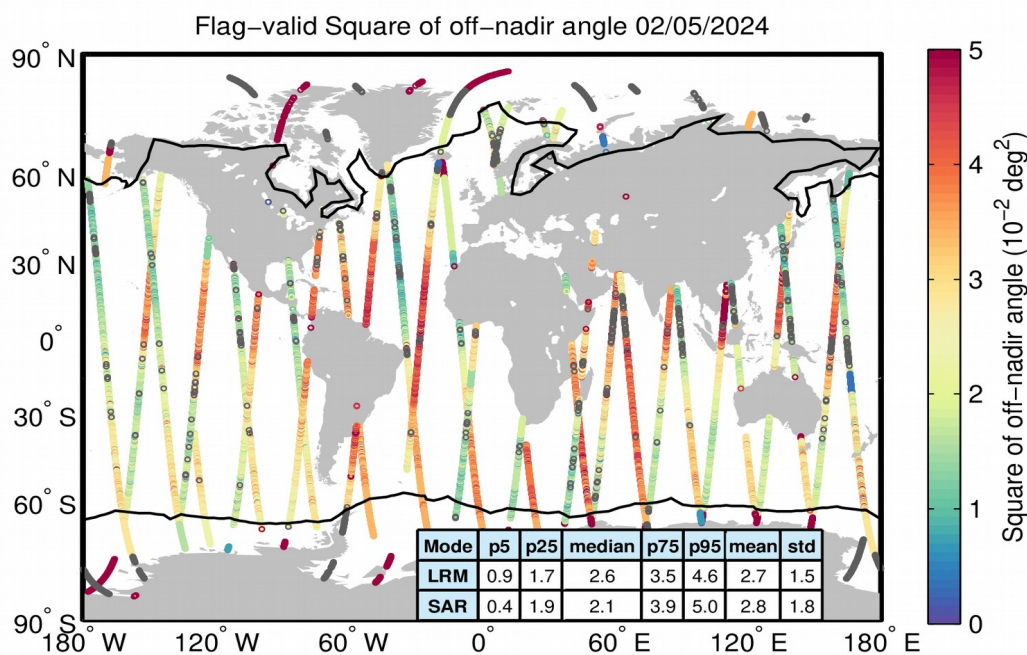 Flag-valid Square of off-nadir angle 02/05/2024
90° N
60° N
30° N
0°
30° S
60° S
90° S
180° W
120° W
60° W
0°
60° E
120° E
180° E
Mode p5 p25 median p75 p95 mean std
LRM 0.9 1.7 2.6 3.5 4.6 2.7 1.5
SAR 0.4 1.9 2.1 3.9 5.0 2.8 1.8
5
4
3
2
1
0
Square of off-nadir angle (10⁻² deg²)